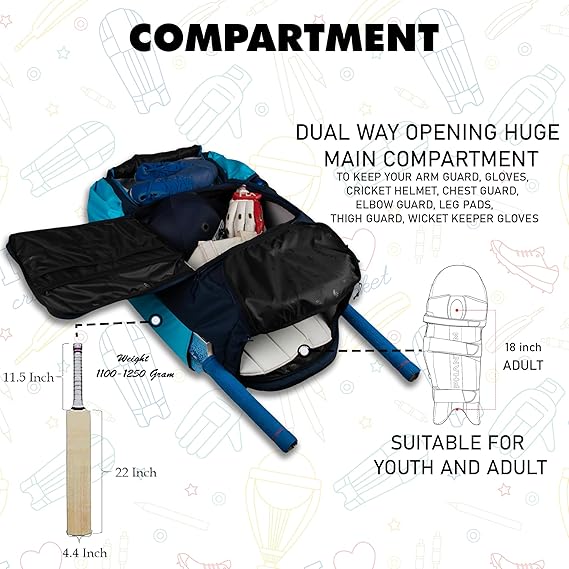 COMPARTMENT
DUAL WAY OPENING HUGE
MAIN COMPARTMENT
TO KEEP YOUR ARM GUARD, GLOVES,
CRICKET HELMET, CHEST GUARD,
ELBOW GUARD, LEG PADS,
THIGH GUARD, WICKET KEEPER GLOVES
Weight
1100-1250 Gram
11.5 Inch
22 Inch
4.4 Inch
18 inch
ADULT
PHANTOM
SUITABLE FOR
YOUTH AND ADULT